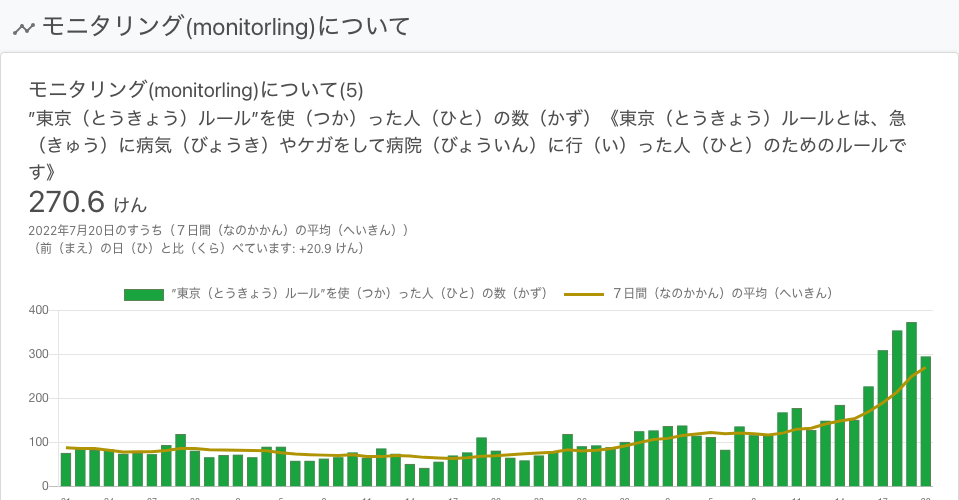 モニタリング(monitorling)について
モニタリング(monitorling)について(5)
”東京（とうきょう）ルール”を使（つか）った人（ひと）の数（かず）《東京（とうきょう）ルールとは、急
（きゅう）に病気（びょうき）やケガをして病院（びょういん）に行（い）った人（ひと）のためのルールで
す》
270.6 けん
2022年7月20日のすうち（７日間（なのかかん）の平均（へいきん））
（前（まえ）の日（ひ）と比（くら）べています: +20.9 けん）
”東京（とうきょう）ルール”を使（つか）った人（ひと）の数（かず） ７日間（なのかかん）の平均（へいきん）
400
300
200
100
0